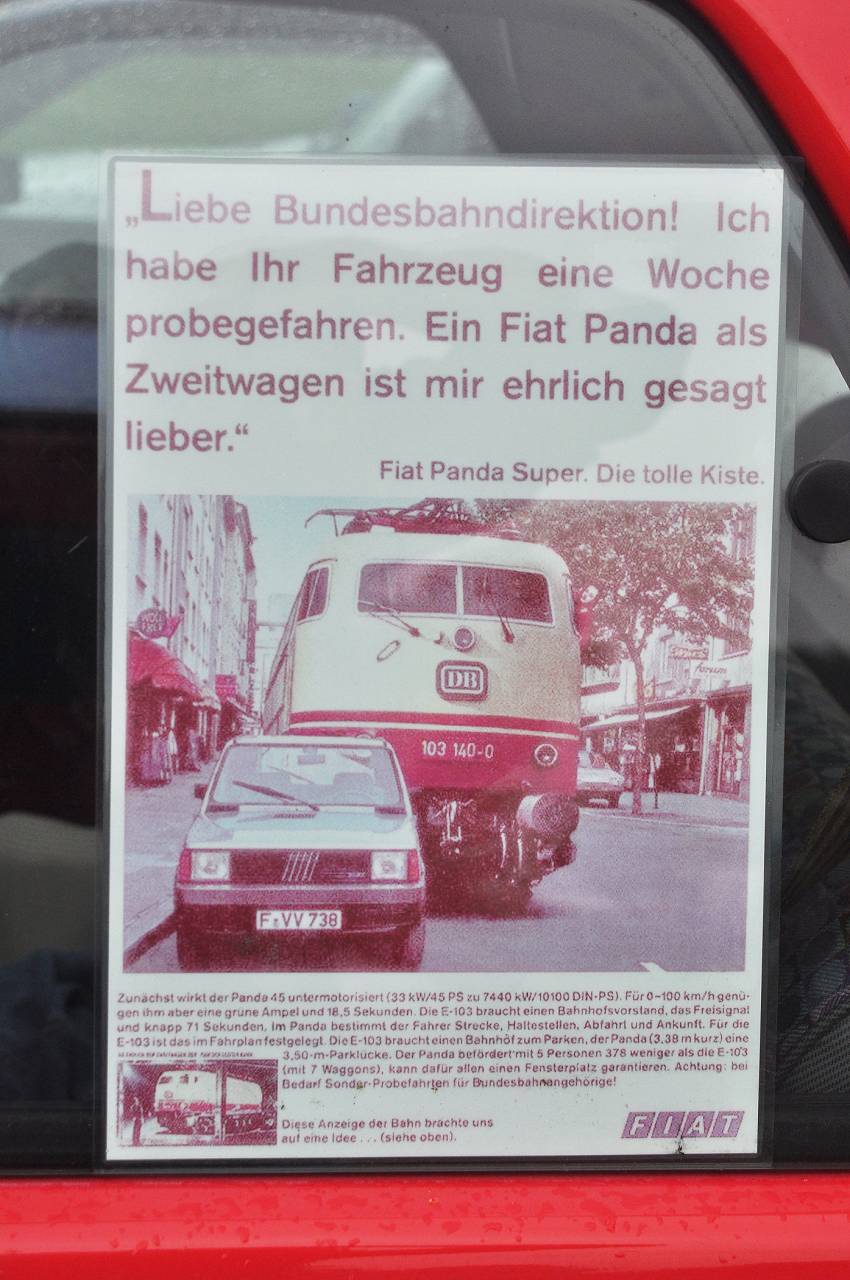 „Liebe Bundesbahndirektion! Ich
habe Ihr Fahrzeug eine Woche
probegefahren. Ein Fiat Panda als
Zweitwagen ist mir ehrlich gesagt
lieber.“
Fiat Panda Super. Die tolle Kiste.
DB
103 140-0
F-VV 738
Zunächst wirkt der Panda 45 untermotorisiert (33 kW/45 PS zu 7440 kW/10100 DIN-PS). Für 0–100 km/h genü-
gen ihm aber eine grüne Ampel und 18,5 Sekunden. Die E-103 braucht einen Bahnhofsvorstand, das Freisignal
und knapp 71 Sekunden. Im Panda bestimmt der Fahrer Strecke, Haltestellen, Abfahrt und Ankunft. Für die
E-103 ist das im Fahrplan festgelegt. Die E-103 braucht einen Bahnhof zum Parken, der Panda (3,38 m kurz) eine
3,50-m-Parklücke. Der Panda befördert mit 5 Personen 378 weniger als die E-103
(mit 7 Waggons), kann dafür allen einen Fensterplatz garantieren. Achtung: bei
Bedarf Sonder-Probefahrten für Bundesbahnangehörige!
Diese Anzeige der Bahn brachte uns
auf eine Idee . . . (siehe oben).
FIAT